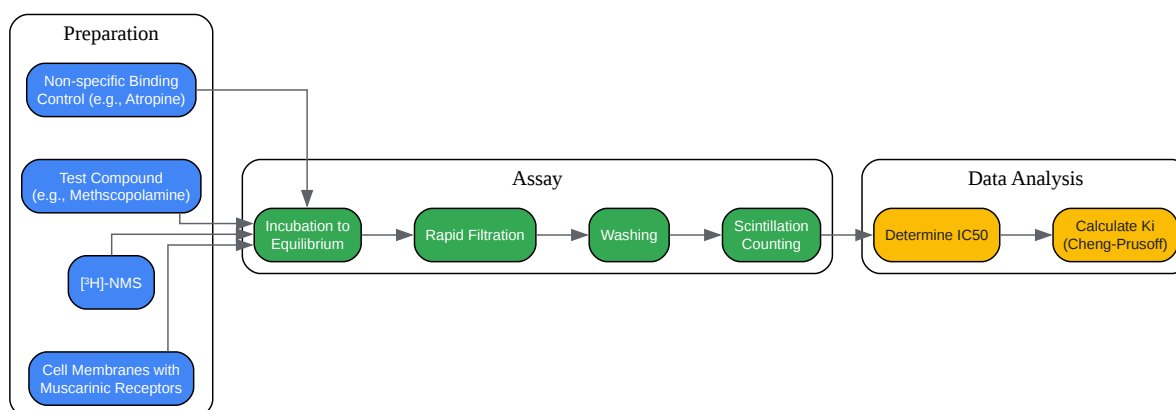 Preparation
Non-specific Binding
Control (e.g., Atropine)
Test Compound
(e.g., Methscopolamine)
[³H]-NMS
Cell Membranes with
Muscarinic Receptors
Assay
Incubation to
Equilibrium
Rapid Filtration
Washing
Scintillation
Counting
Data Analysis
Determine IC50
Calculate Ki
(Cheng-Prusoff)